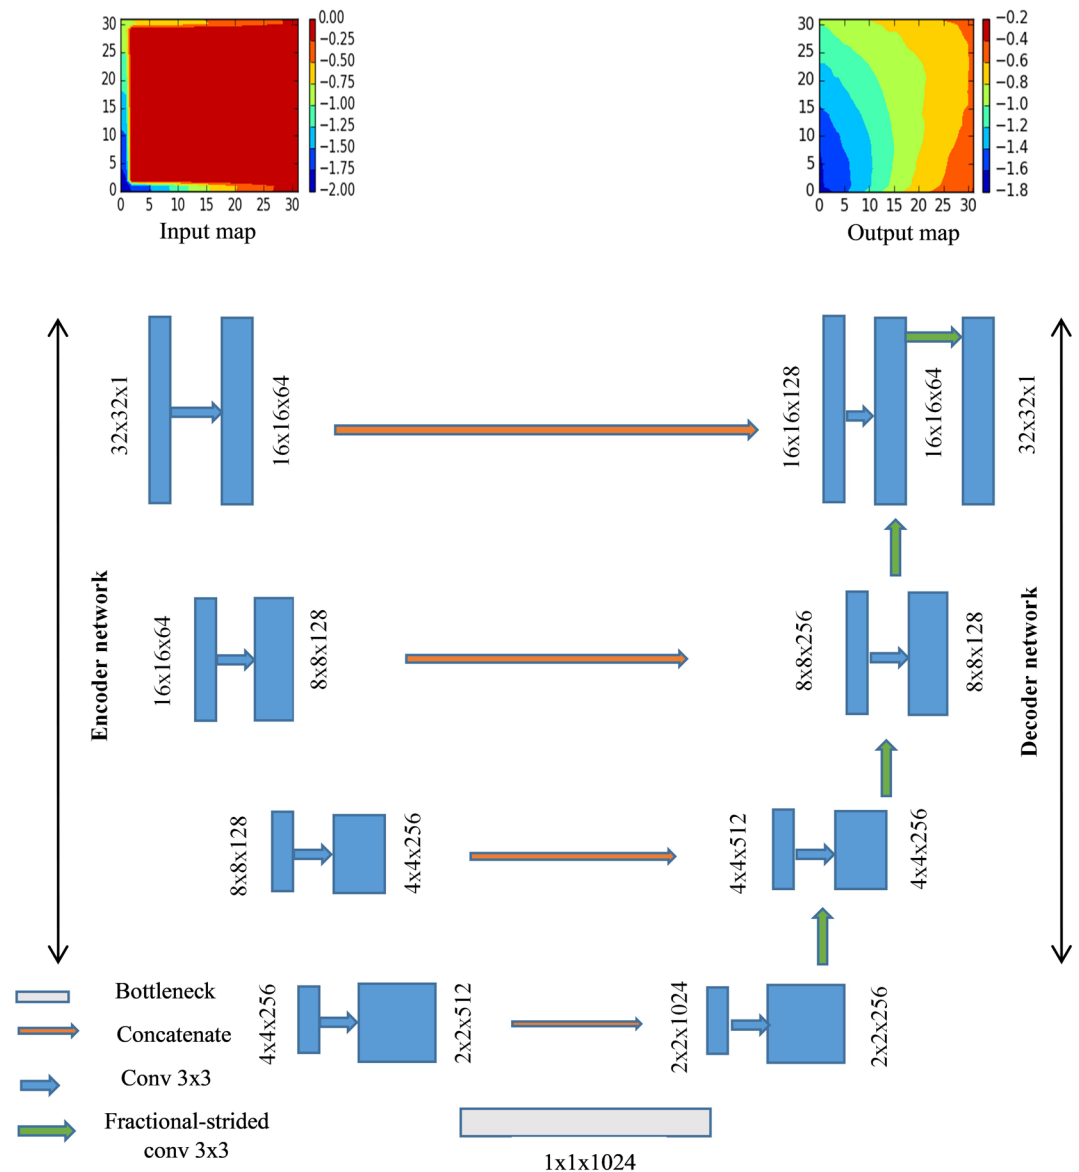 30
25
20
15
10
5
0
0 5 10 15 20 25 30
0.00
−0.25
−0.50
−0.75
−1.00
−1.25
−1.50
−1.75
−2.00
Input map
30
25
20
15
10
5
0
0 5 10 15 20 25 30
−0.2
−0.4
−0.6
−0.8
−1.0
−1.2
−1.4
−1.6
−1.8
Output map
Encoder network
32x32x1
16x16x64
16x16x128
16x16x64
32x32x1
16x16x64
8x8x128
8x8x256
8x8x128
Decoder network
8x8x128
4x4x256
4x4x512
4x4x256
4x4x256
2x2x512
2x2x1024
2x2x256
Bottleneck
Concatenate
Conv 3x3
Fractional-strided
conv 3x3
1x1x1024